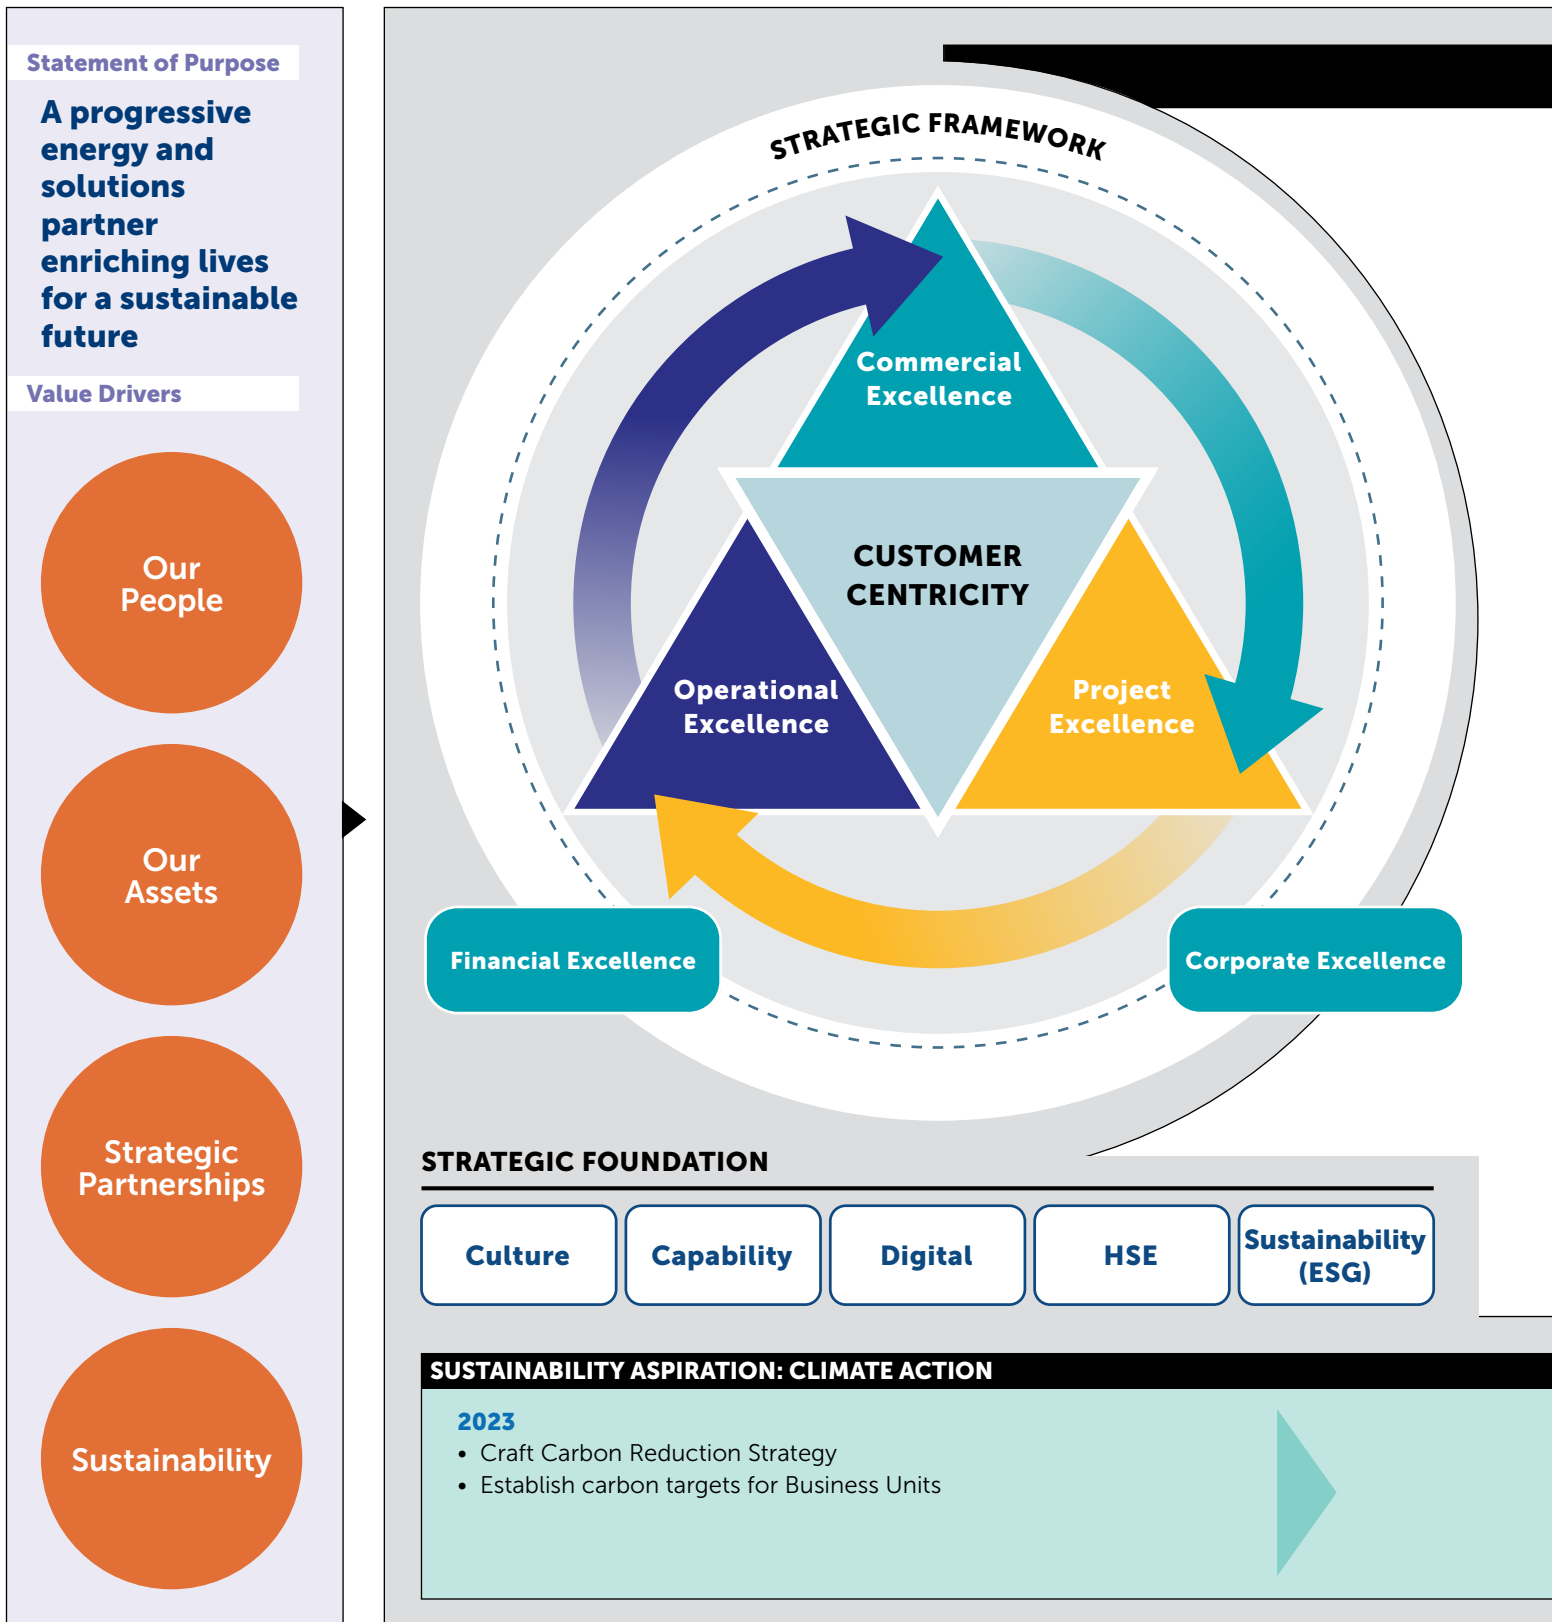 Statement of Purpose
A progressive
energy and
solutions
partner
enriching lives
for a sustainable
future
Value Drivers
Our
People
Our
Assets
Strategic
Partnerships
Sustainability
STRATEGIC FRAMEWORK
Commercial
Excellence
CUSTOMER
CENTRICITY
Operational
Excellence
Project
Excellence
Financial Excellence
Corporate Excellence
STRATEGIC FOUNDATION
Culture
Capability
Digital
HSE
Sustainability
(ESG)
SUSTAINABILITY ASPIRATION: CLIMATE ACTION
2023
• Craft Carbon Reduction Strategy
• Establish carbon targets for Business Units